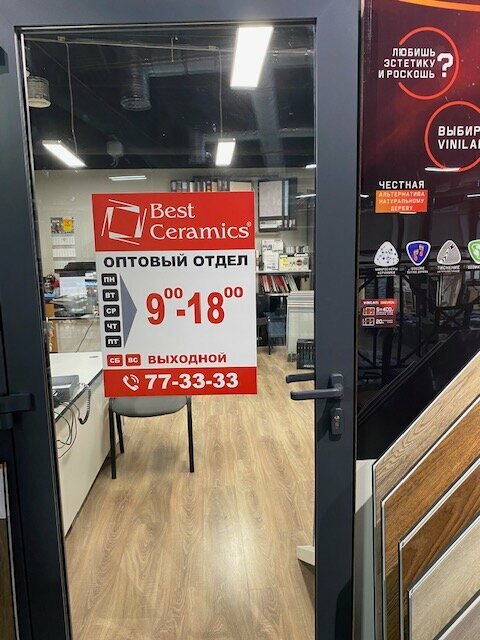 Best
Ceramics®
ОПТОВЫЙ ОТДЕЛ
ПН
ВТ
СР
ЧТ
ПТ
9⁰⁰-18⁰⁰
СБ ВС ВЫХОДНОЙ
77-33-33
ЛЮБИШЬ
ЭСТЕТИКУ
И РОСКОШЬ?
ВЫБИР
VINILA
ЧЕСТНАЯ
АЛЬТЕРНАТИВА
НАТУРАЛЬНОМУ
ДЕРЕВУ
ТИСНЕНИЕ